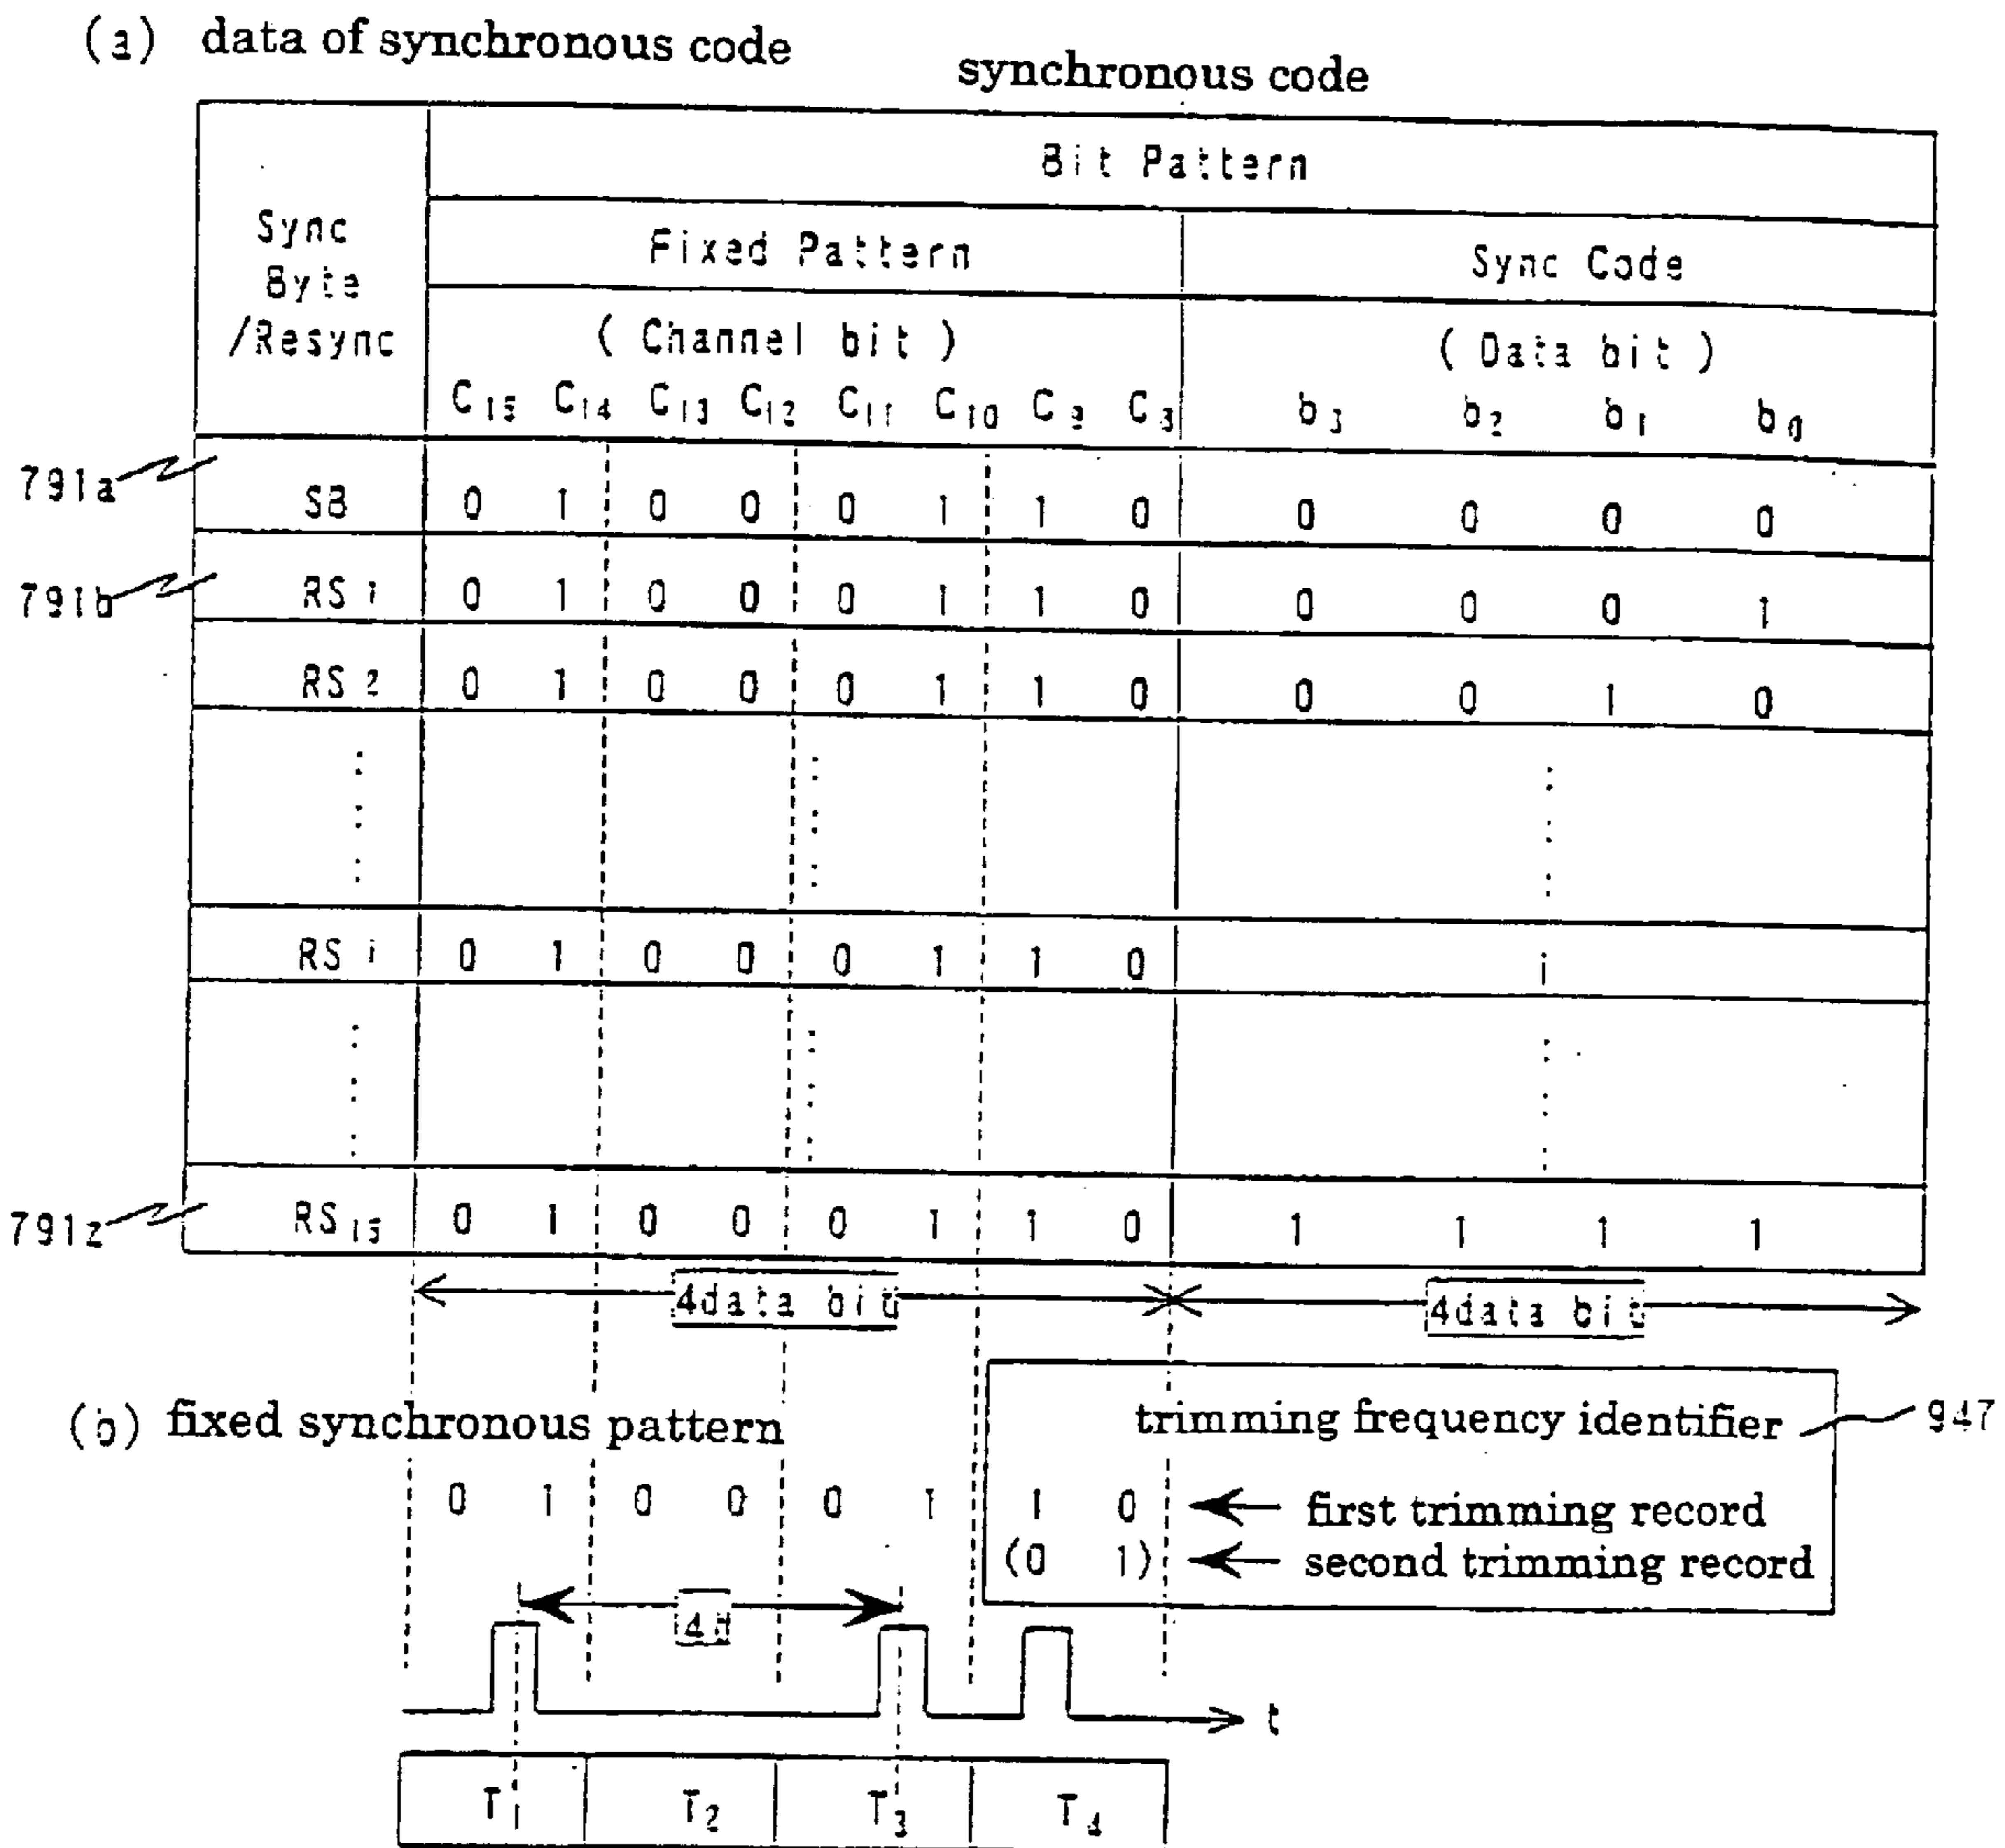 (a) data of synchronous code
synchronous code
Bit Pattern
Sync Byte /Resync
Fixed Pattern
Sync Code
( Channel bit )
( Data bit )
C15 C14 C13 C12 C11 C10 C9 C8 b3 b2 b1 b0
791a
SB 0 1 0 0 0 1 1 0 0 0 0 0
791b
RS1 0 1 0 0 0 1 1 0 0 0 0 1
RS2 0 1 0 0 0 1 1 0 0 0 1 0
RSi 0 1 0 0 0 1 1 0 i
791z
RS15 0 1 0 0 0 1 1 0 1 1 1 1
4data bit 4data bit
(b) fixed synchronous pattern
trimming frequency identifier
947
0 1 0 0 0 1 1 0 first trimming record
(0 1) second trimming record
t
T1 T2 T3 T4